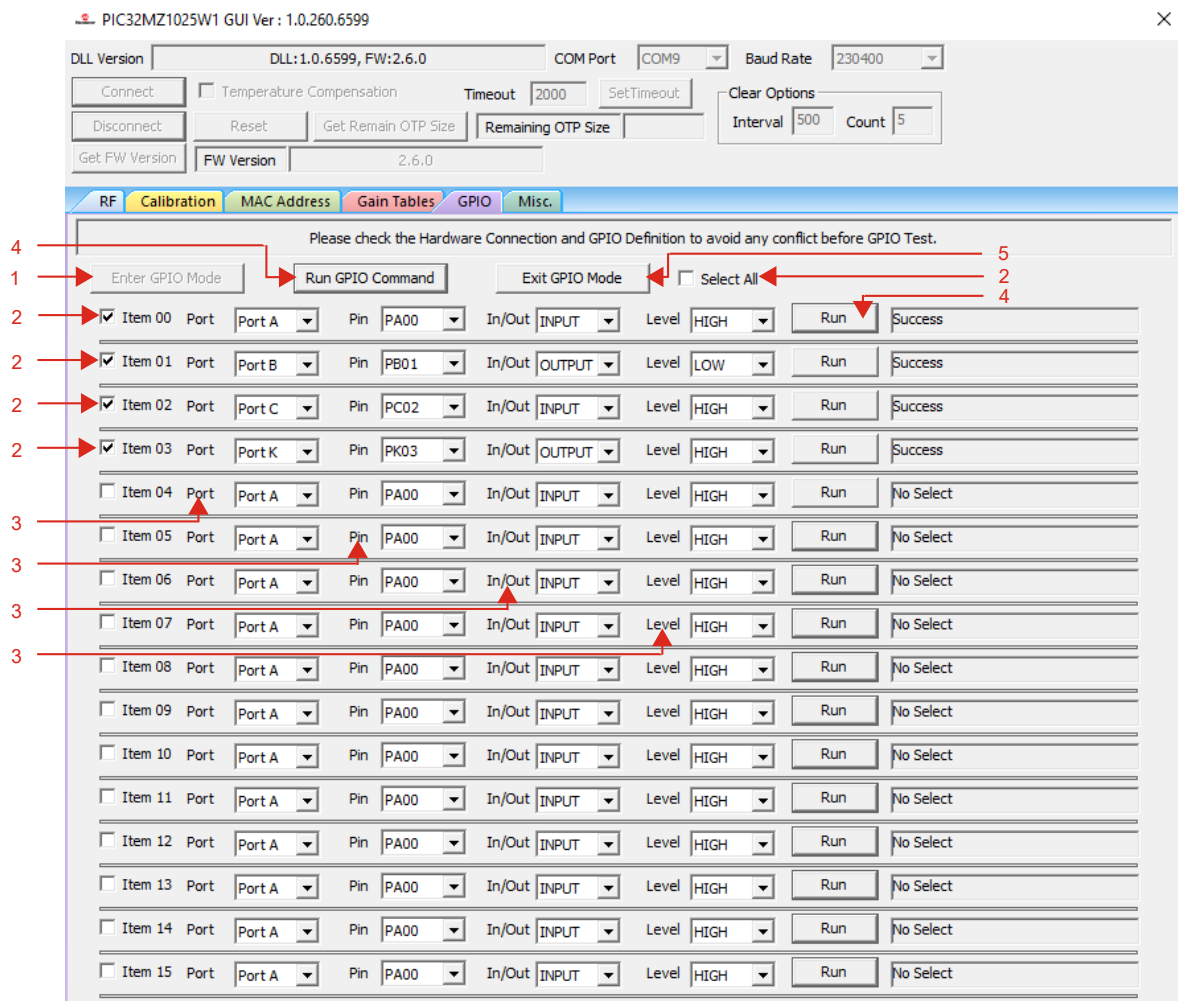 PIC32MZ1025W1 GUI Ver : 1.0.260.6599
DLL Version DLL:1.0.6599, FW:2.6.0 COM Port COM9 Baud Rate 230400
Connect Temperature Compensation Timeout 2000 SetTimeout Clear Options
Disconnect Reset Get Remain OTP Size Remaining OTP Size Interval 500 Count 5
Get FW Version FW Version 2.6.0
RF Calibration MAC Address Gain Tables GPIO Misc.
Please check the Hardware Connection and GPIO Definition to avoid any conflict before GPIO Test.
4 5
1 Enter GPIO Mode Run GPIO Command Exit GPIO Mode Select All 2
4
2 Item 00 Port Port A Pin PA00 In/Out INPUT Level HIGH Run Success
2 Item 01 Port Port B Pin PB01 In/Out OUTPUT Level LOW Run Success
2 Item 02 Port Port C Pin PC02 In/Out INPUT Level HIGH Run Success
2 Item 03 Port Port K Pin PK03 In/Out OUTPUT Level HIGH Run Success
Item 04 Port Port A Pin PA00 In/Out INPUT Level HIGH Run No Select
3
Item 05 Port Port A Pin PA00 In/Out INPUT Level HIGH Run No Select
3
Item 06 Port Port A Pin PA00 In/Out INPUT Level HIGH Run No Select
3
Item 07 Port Port A Pin PA00 In/Out INPUT Level HIGH Run No Select
3
Item 08 Port Port A Pin PA00 In/Out INPUT Level HIGH Run No Select
Item 09 Port Port A Pin PA00 In/Out INPUT Level HIGH Run No Select
Item 10 Port Port A Pin PA00 In/Out INPUT Level HIGH Run No Select
Item 11 Port Port A Pin PA00 In/Out INPUT Level HIGH Run No Select
Item 12 Port Port A Pin PA00 In/Out INPUT Level HIGH Run No Select
Item 13 Port Port A Pin PA00 In/Out INPUT Level HIGH Run No Select
Item 14 Port Port A Pin PA00 In/Out INPUT Level HIGH Run No Select
Item 15 Port Port A Pin PA00 In/Out INPUT Level HIGH Run No Select